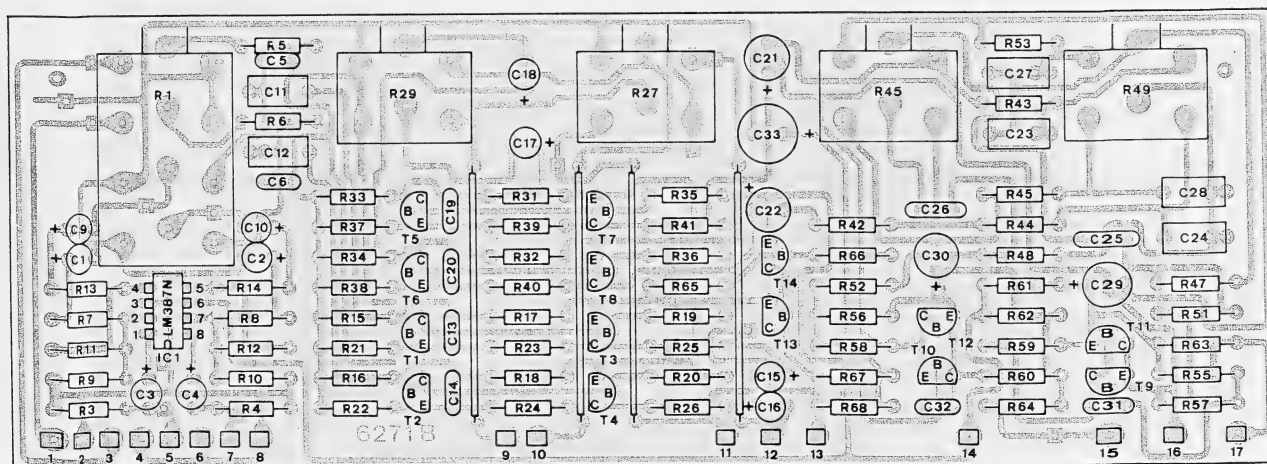 R5
C5
R1
C11
R6
C12
C6
R29
C18
C17
R27
C21
C33
R45
R53
C27
R43
C23
R49
C9
C1
C10
C2
R13
R7
R11
R9
R3
4 5
3 6
2 7
1 8
LM387N
IC1
C3
C4
R14
R8
R12
R10
R4
R33
R37
R34
R38
R15
R21
R16
R22
B C E
T5
C19
B C E
T6
C20
B C E
T1
C13
B C E
T2
C14
R31
R39
R32
R40
R17
R23
R18
R24
E B C
T7
E B C
T8
E B C
T3
E B C
T4
R35
R41
R36
R65
R19
R25
R20
R26
C22
E B C
T14
E B C
T13
C15
C16
R42
R66
R52
R56
R58
R67
R68
C26
C30
C E B
T12
T10
B E C
C32
R45
R44
R48
R61
R62
R59
R60
R64
C28
C24
C25
C29
T11
B E C
E C B
T9
C31
R47
R51
R63
R55
R57
6271B
1 2 3 4 5 6 7 8 9 10 11 12 13 14 15 16 17